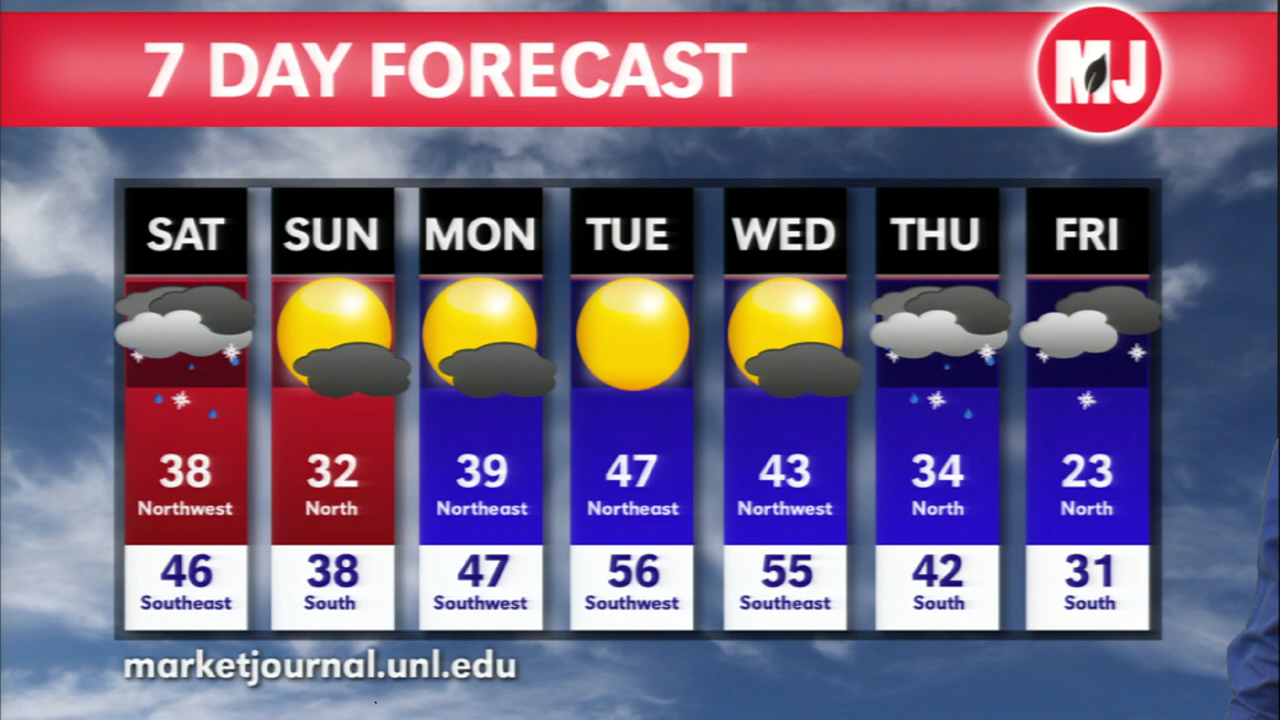 7 DAY FORECAST
MJ
SAT SUN MON TUE WED THU FRI
38 32 39 47 43 34 23
Northwest North Northeast Northeast Northwest North North
46 38 47 56 55 42 31
Southeast South Southwest Southwest Southeast South South
marketjournal.unl.edu